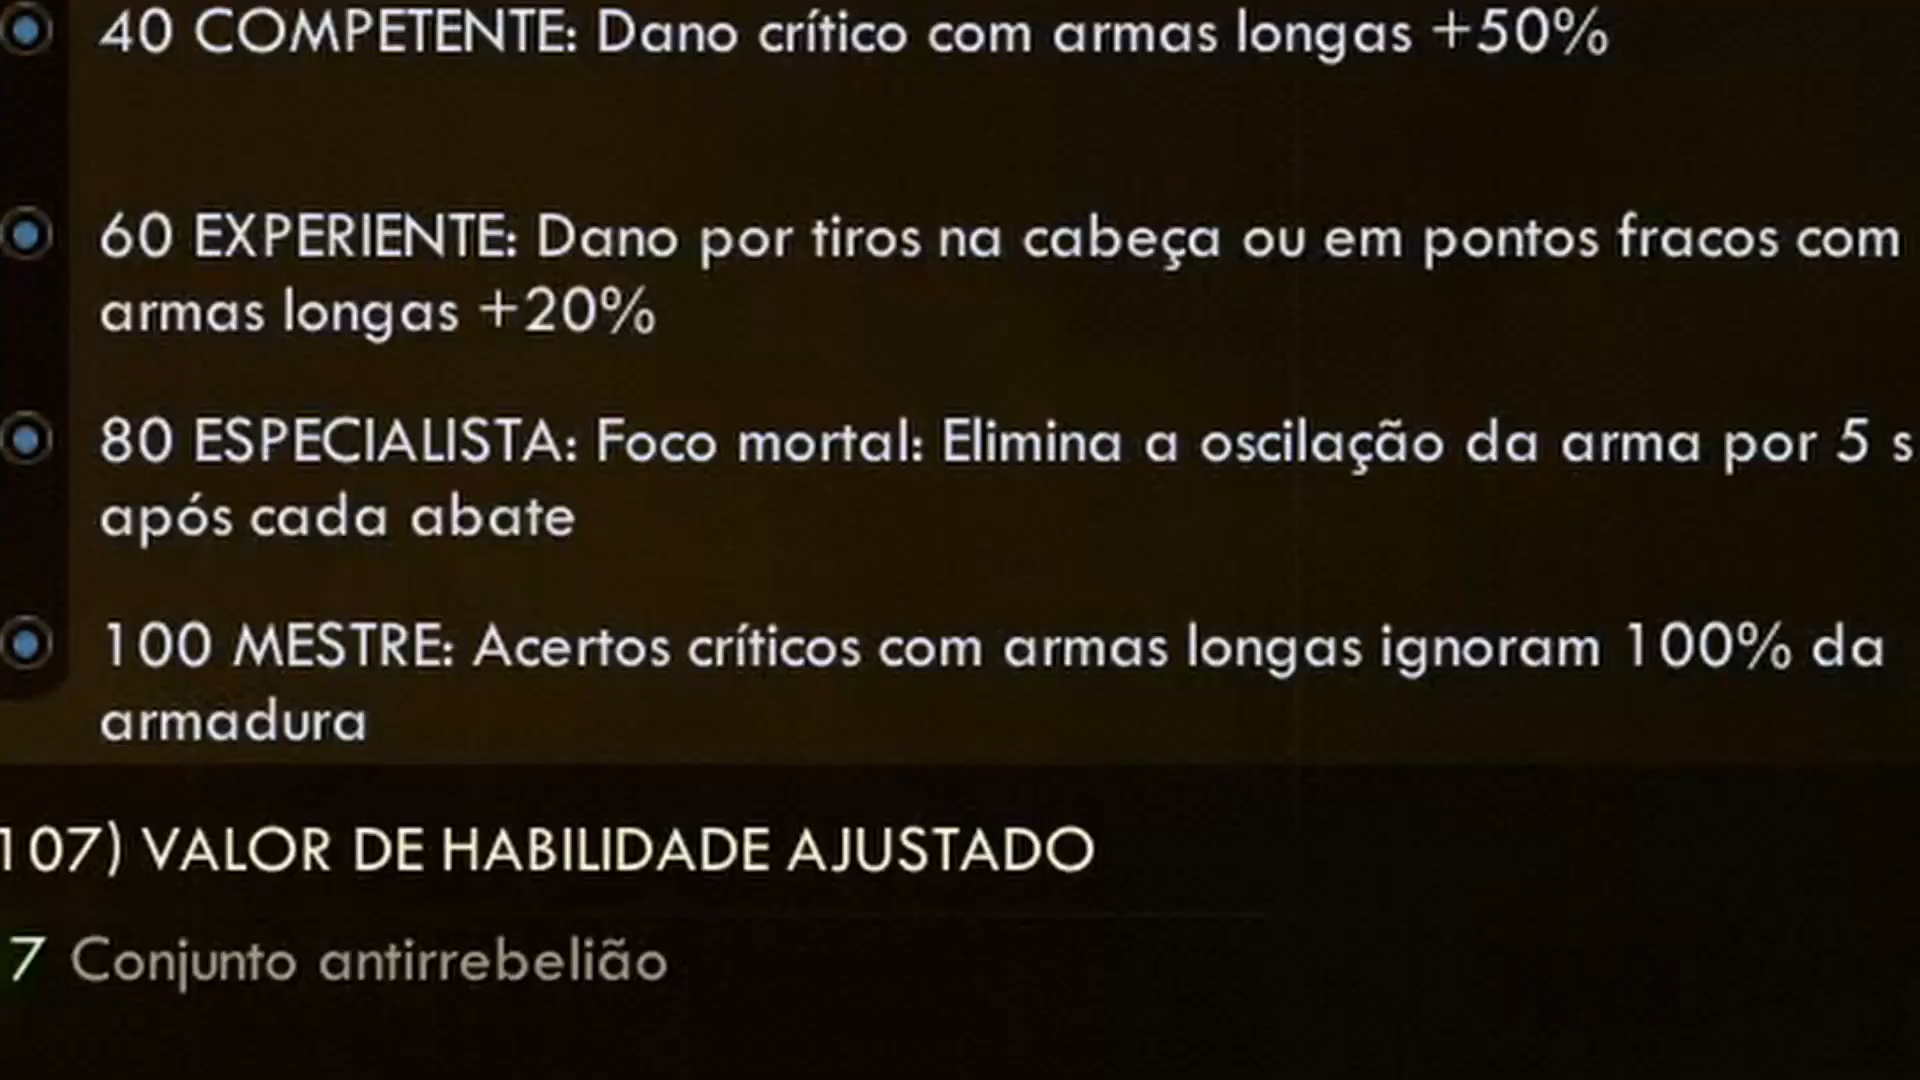 40 COMPETENTE: Dano crítico com armas longas +50%
60 EXPERIENTE: Dano por tiros na cabeça ou em pontos fracos com
armas longas +20%
80 ESPECIALISTA: Foco mortal: Elimina a oscilação da arma por 5 s
após cada abate
100 MESTRE: Acertos críticos com armas longas ignoram 100% da
armadura
107) VALOR DE HABILIDADE AJUSTADO
7 Conjunto antirrebelião